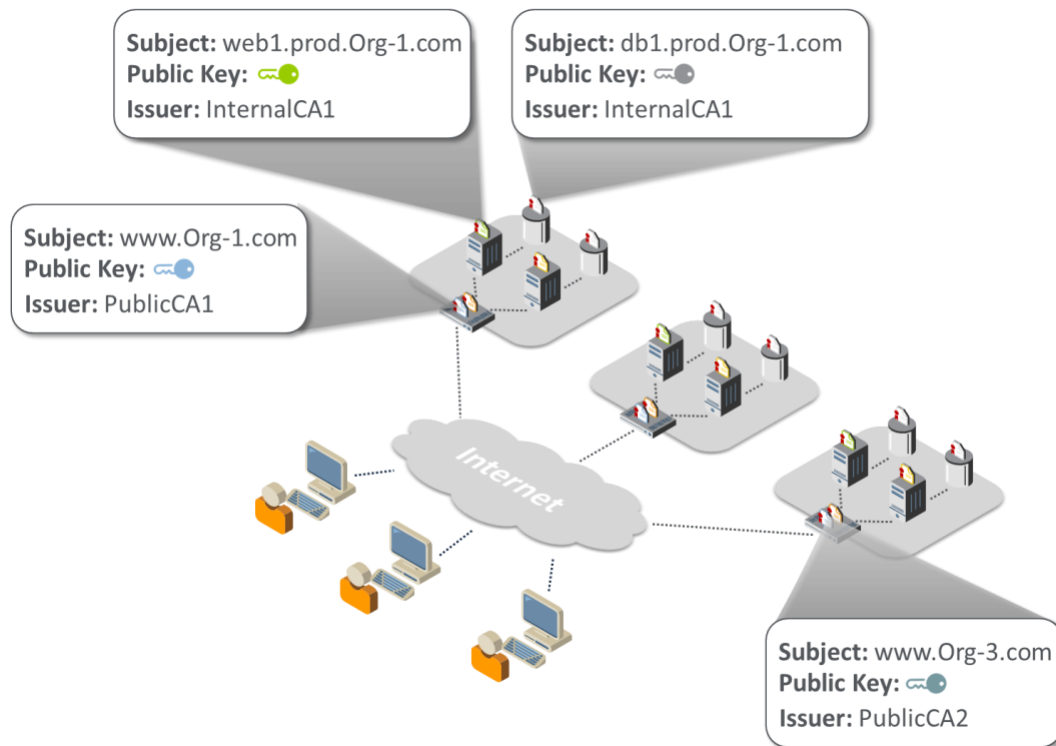 Subject: web1.prod.Org-1.com
Public Key:
Issuer: InternalCA1
Subject: db1.prod.Org-1.com
Public Key:
Issuer: InternalCA1
Subject: www.Org-1.com
Public Key:
Issuer: PublicCA1
Internet
Subject: www.Org-3.com
Public Key:
Issuer: PublicCA2